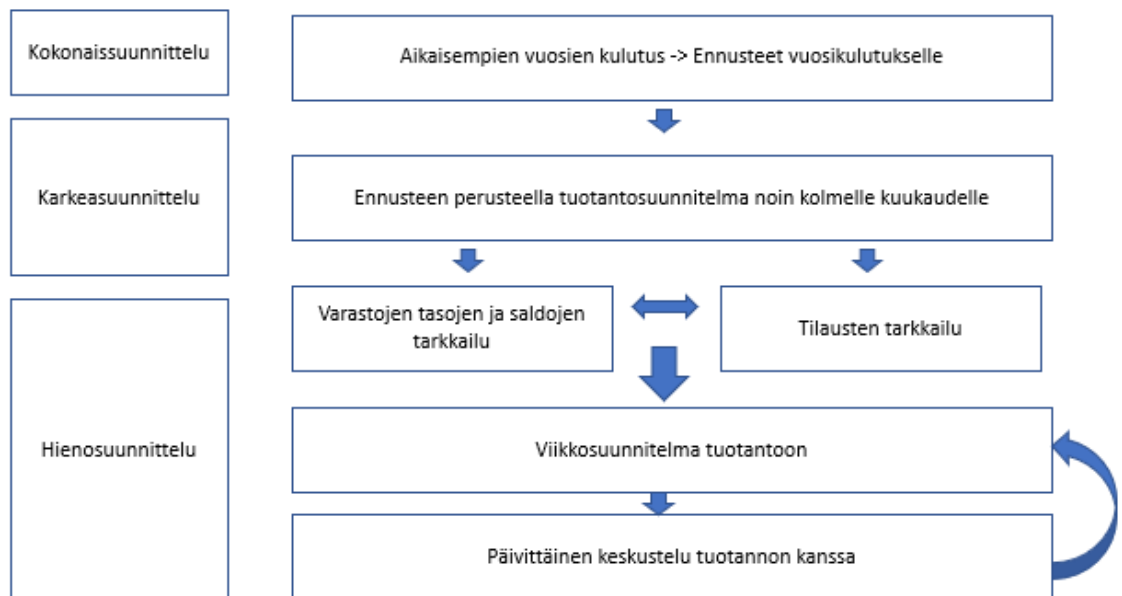 Kokonaissuunnittelu
Aikaisempien vuosien kulutus -> Ennusteet vuosikulutukselle
Karkeasuunnittelu
Ennusteen perusteella tuotantosuunnitelma noin kolmelle kuukaudelle
Hienosuunnittelu
Varastojen tasojen ja saldojen
tarkkailu
Tilausten tarkkailu
Viikkosuunnitelma tuotantoon
Päivittäinen keskustelu tuotannon kanssa